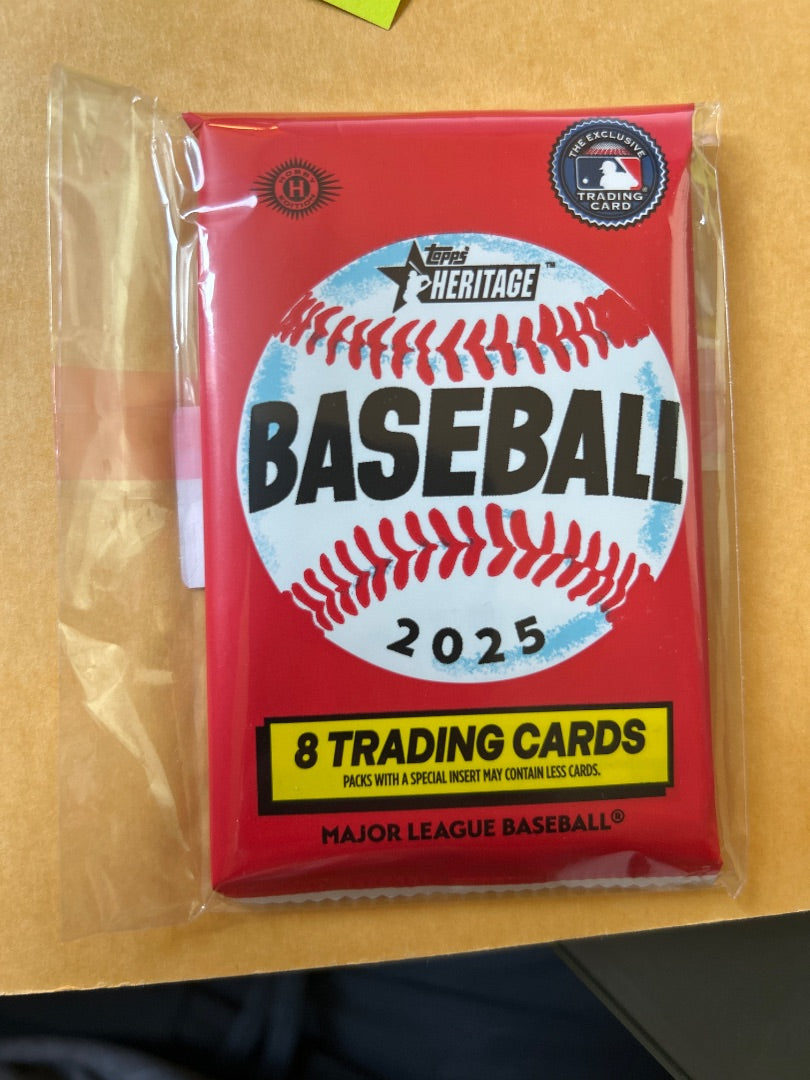 HOBBY
H
EDITION
THE EXCLUSIVE
®
TRADING
CARD
topps®
HERITAGE™
BASEBALL
2025
8 TRADING CARDS
PACKS WITH A SPECIAL INSERT MAY CONTAIN LESS CARDS.
MAJOR LEAGUE BASEBALL®